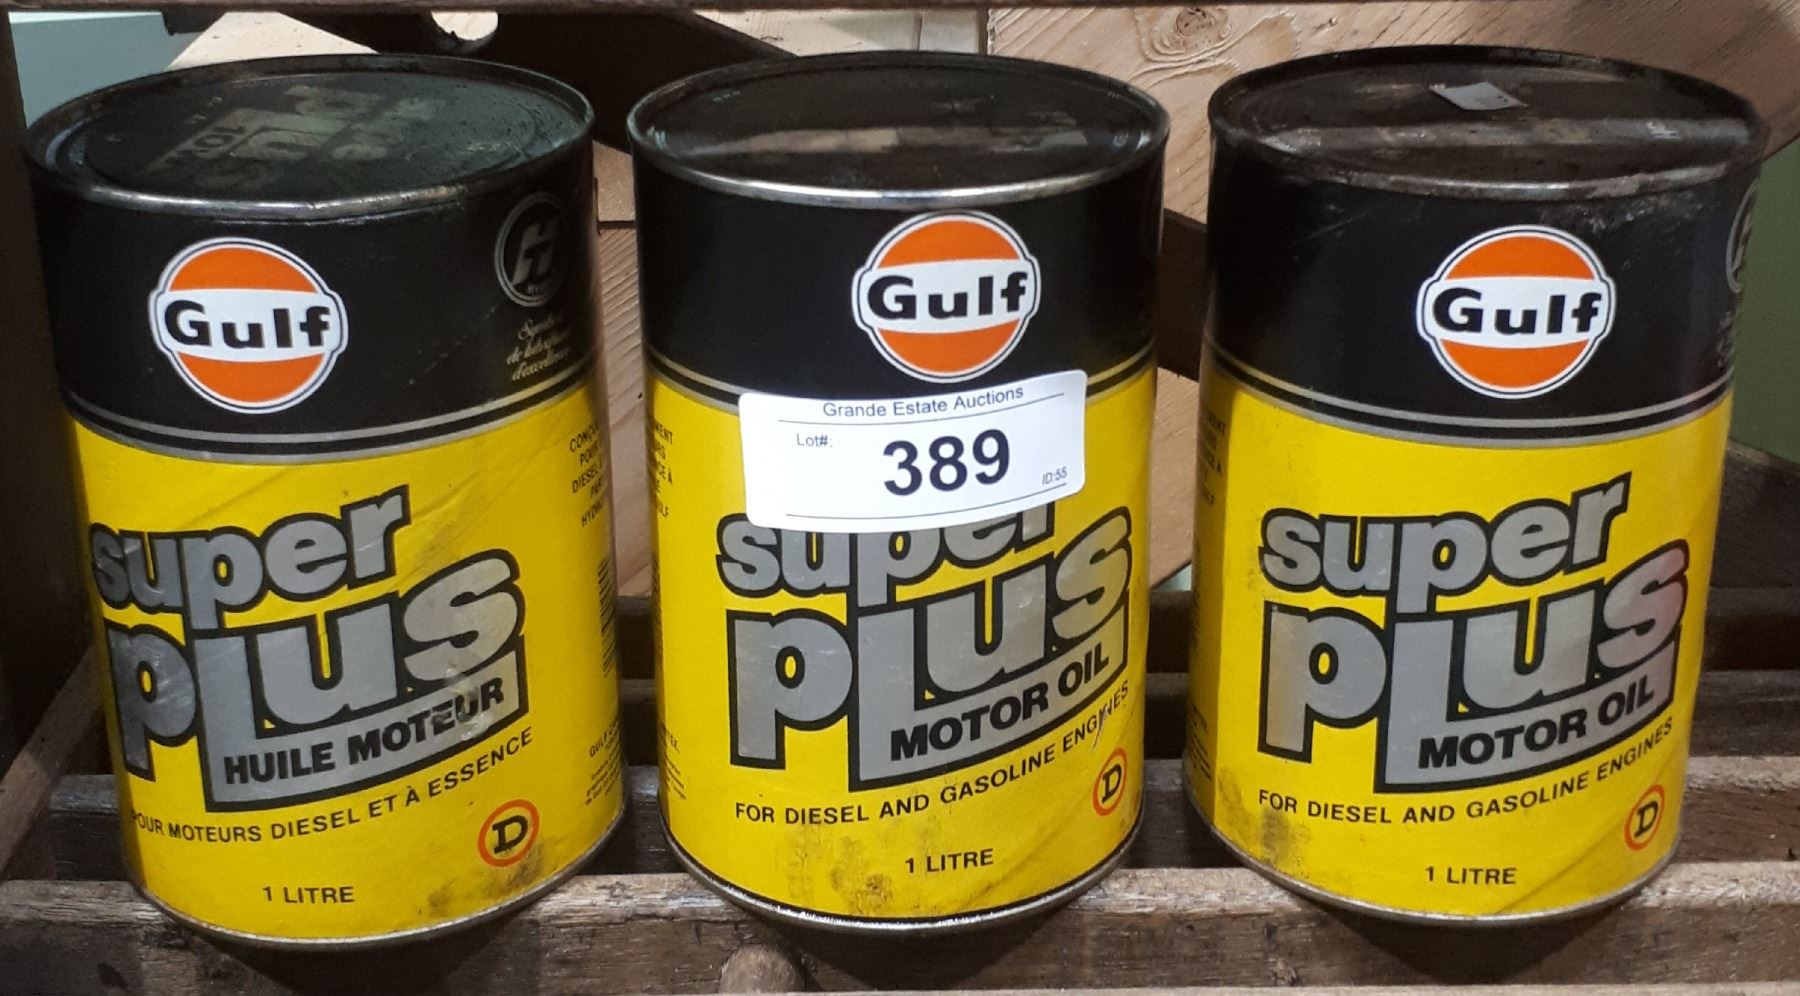 Gulf
super
plus
HUILE MOTEUR
POUR MOTEURS DIESEL ET À ESSENCE
D
1 LITRE
H
Gulf
Grande Estate Auctions
Lot#:
389
ID:55
super
plus
MOTOR OIL
FOR DIESEL AND GASOLINE ENGINES
D
1 LITRE
Gulf
super
plus
MOTOR OIL
FOR DIESEL AND GASOLINE ENGINES
D
1 LITRE